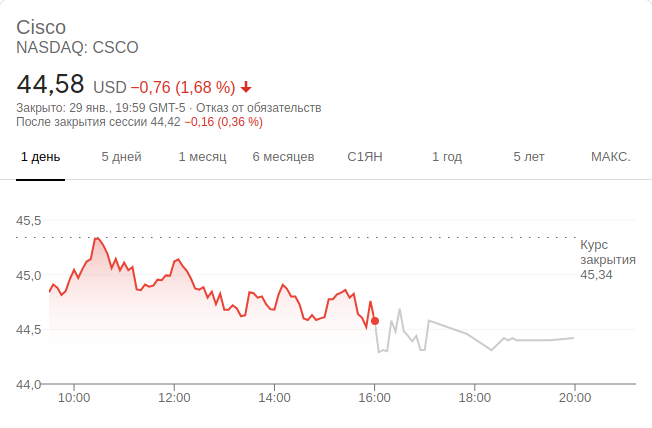 Cisco
NASDAQ: CSCO
44,58 USD −0,76 (1,68 %)
Закрыто: 29 янв., 19:59 GMT-5 · Отказ от обязательств
После закрытия сессии 44,42 −0,16 (0,36 %)
1 день 5 дней 1 месяц 6 месяцев С1ЯН 1 год 5 лет МАКС.
45,5
Курс
закрытия
45,34
45,0
44,5
44,0
10:00 12:00 14:00 16:00 18:00 20:00